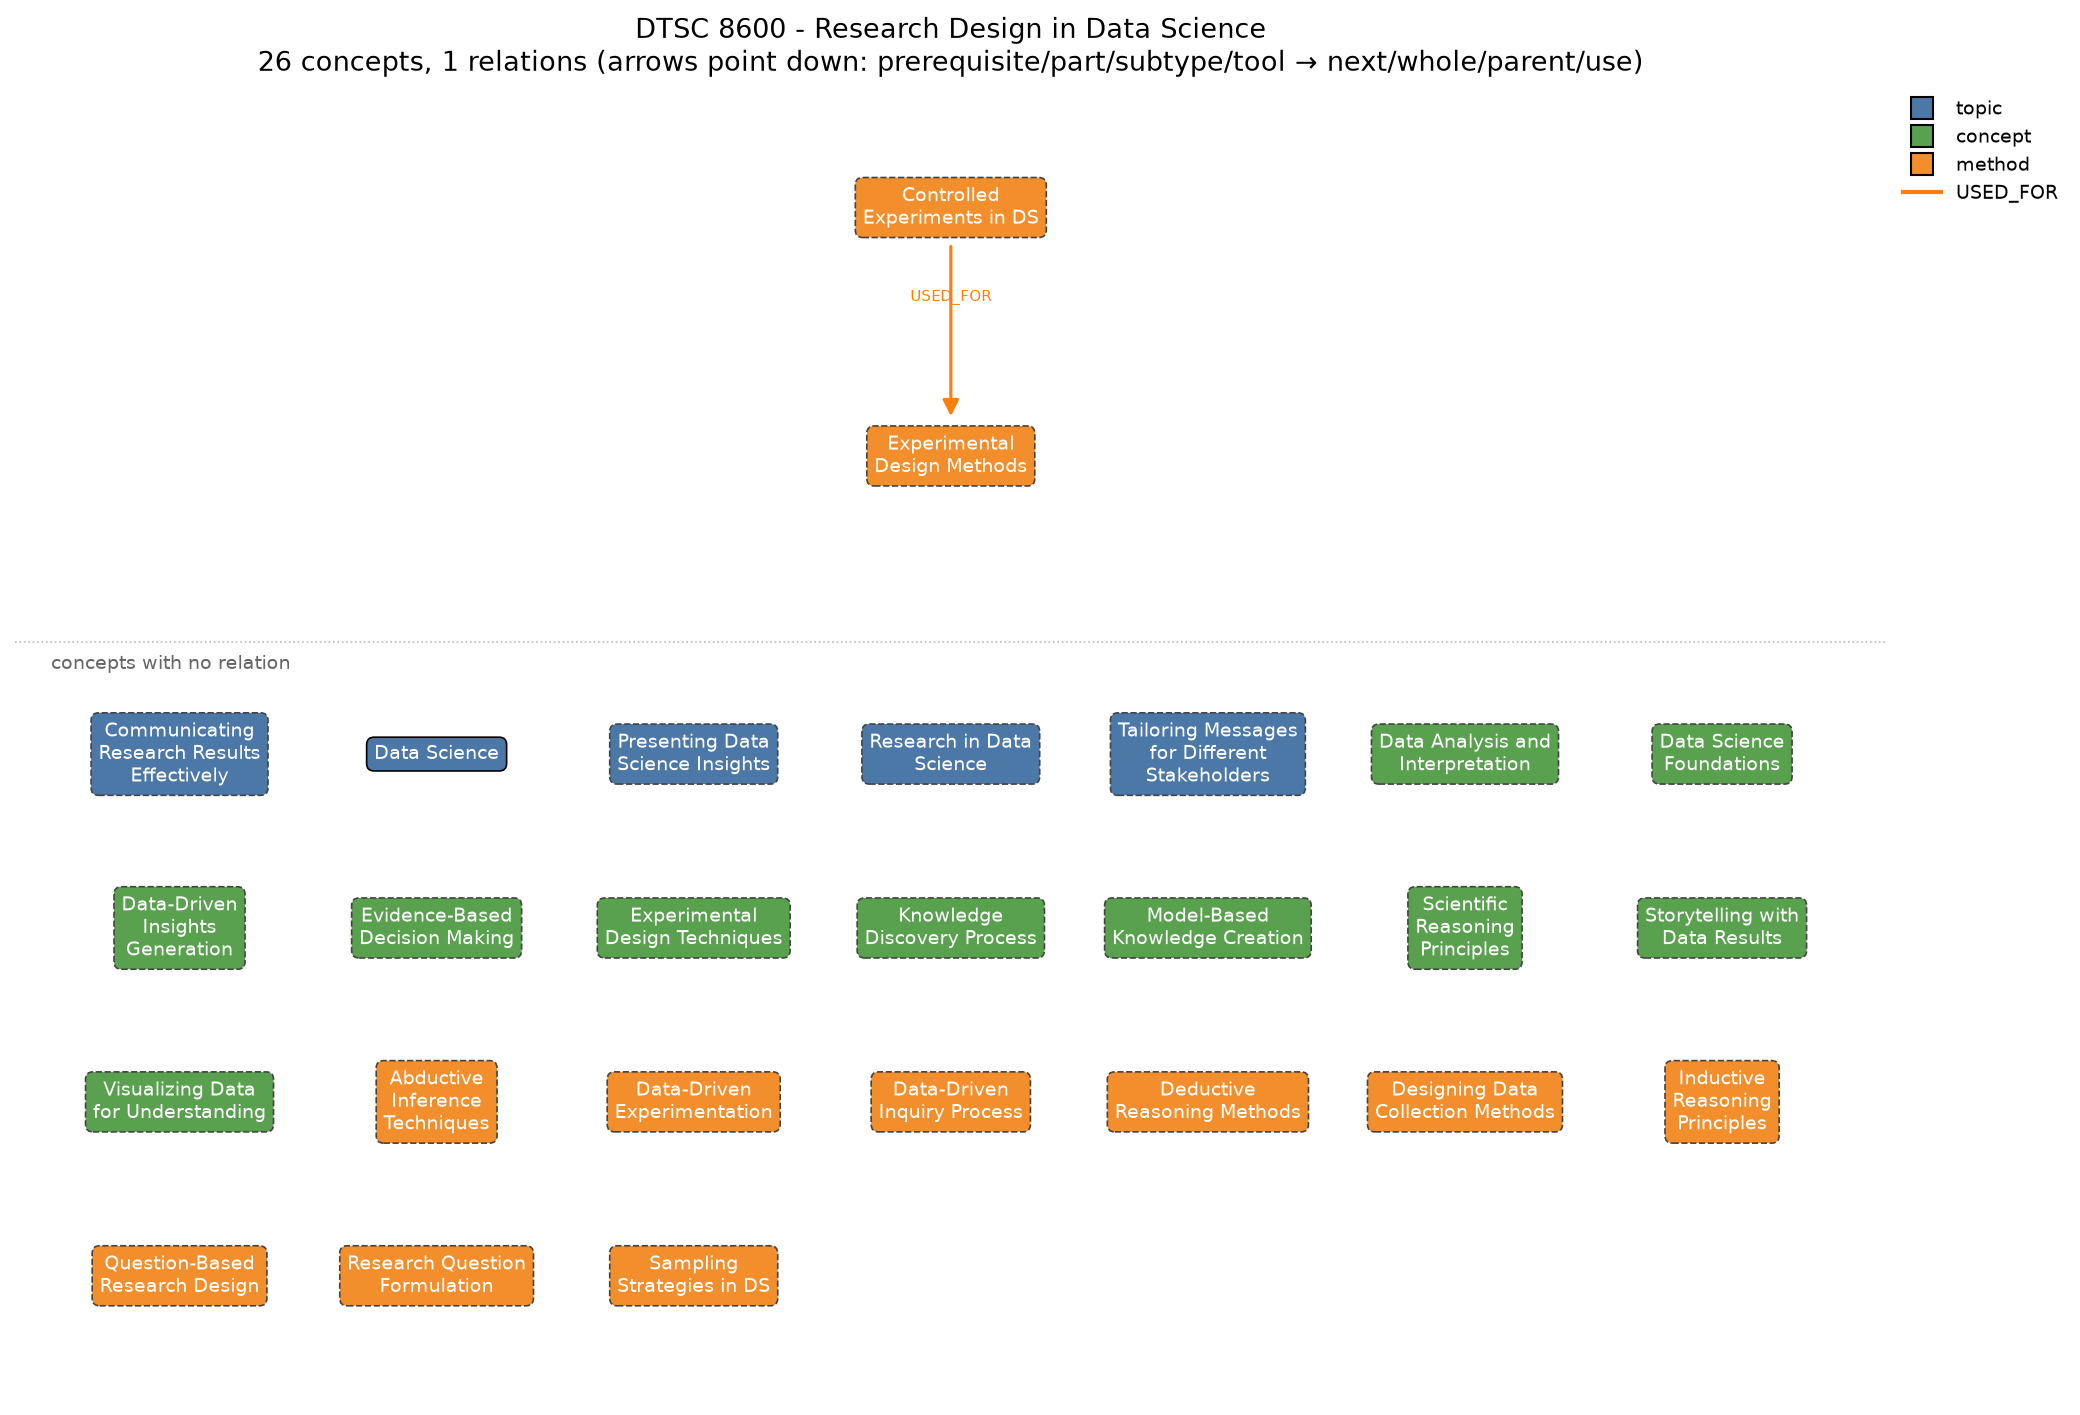 DTSC 8600 - Research Design in Data Science
26 concepts, 1 relations (arrows point down: prerequisite/part/subtype/tool → next/whole/parent/use)
topic
concept
method
USED_FOR
Controlled
Experiments in DS
USED_FOR
Experimental
Design Methods
concepts with no relation
Communicating
Research Results
Effectively
Data Science
Presenting Data
Science Insights
Research in Data
Science
Tailoring Messages
for Different
Stakeholders
Data Analysis and
Interpretation
Data Science
Foundations
Data-Driven
Insights
Generation
Evidence-Based
Decision Making
Experimental
Design Techniques
Knowledge
Discovery Process
Model-Based
Knowledge Creation
Scientific
Reasoning
Principles
Storytelling with
Data Results
Visualizing Data
for Understanding
Abductive
Inference
Techniques
Data-Driven
Experimentation
Data-Driven
Inquiry Process
Deductive
Reasoning Methods
Designing Data
Collection Methods
Inductive
Reasoning
Principles
Question-Based
Research Design
Research Question
Formulation
Sampling
Strategies in DS